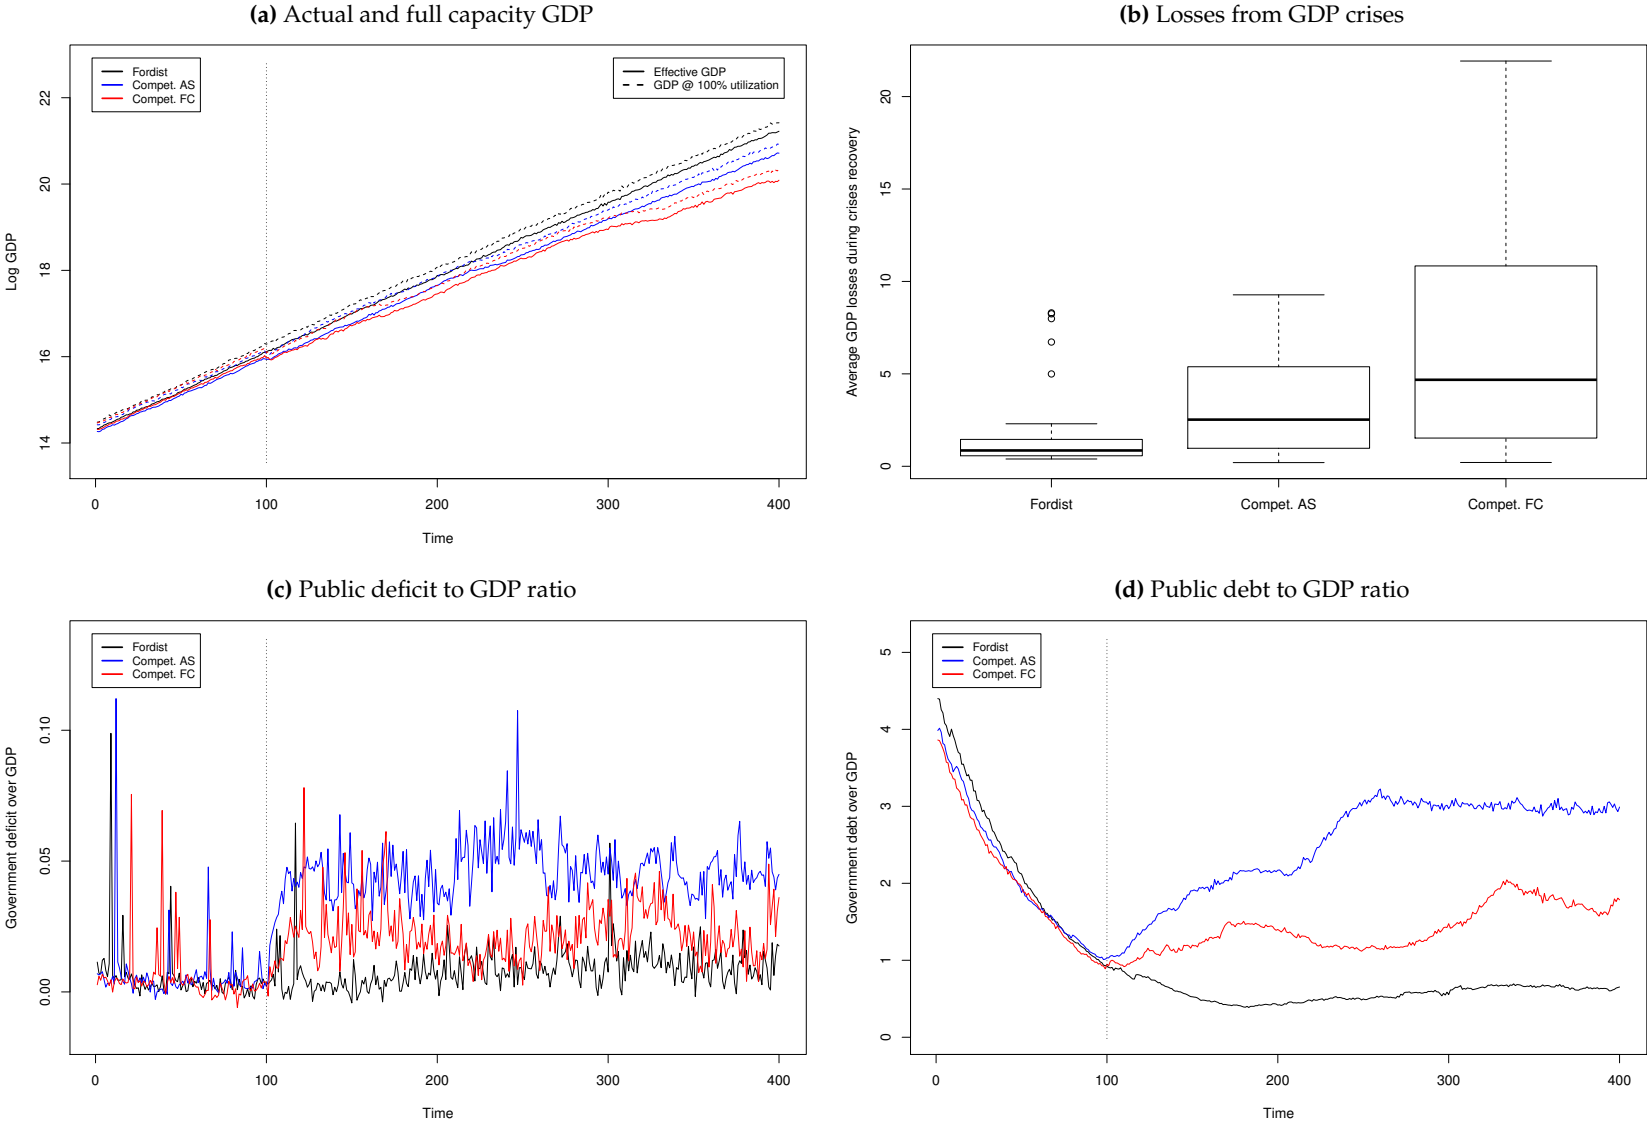 (a) Actual and full capacity GDP
Fordist
Compet. AS
Compet. FC
Effective GDP
GDP @ 100% utilization
Log GDP
22
20
18
16
14
0 100 200 300 400
Time
(b) Losses from GDP crises
Average GDP losses during crises recovery
20
15
10
5
0
Fordist Compet. AS Compet. FC
(c) Public deficit to GDP ratio
Fordist
Compet. AS
Compet. FC
Government deficit over GDP
0.10
0.05
0.00
0 100 200 300 400
Time
(d) Public debt to GDP ratio
Fordist
Compet. AS
Compet. FC
Government debt over GDP
5
4
3
2
1
0
0 100 200 300 400
Time